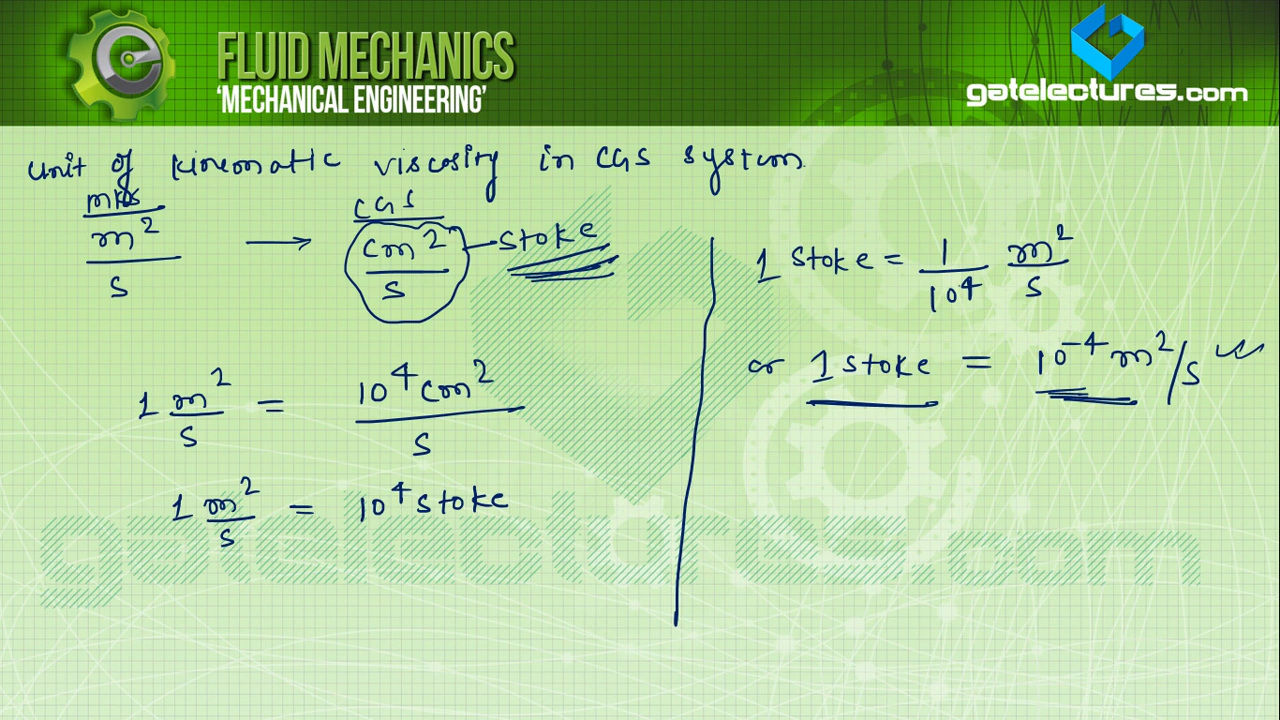 FLUID MECHANICS
'MECHANICAL ENGINEERING'
gatelectures.com
unit of kinematic viscosity in CGS system
mks
m²/s → CGS cm²/s — stoke
1 m²/s = 10⁴ cm²/s
1 m²/s = 10⁴ stoke
1 stoke = 1/10⁴ m²/s
or 1 stoke = 10⁻⁴ m²/s
gatelectures.com